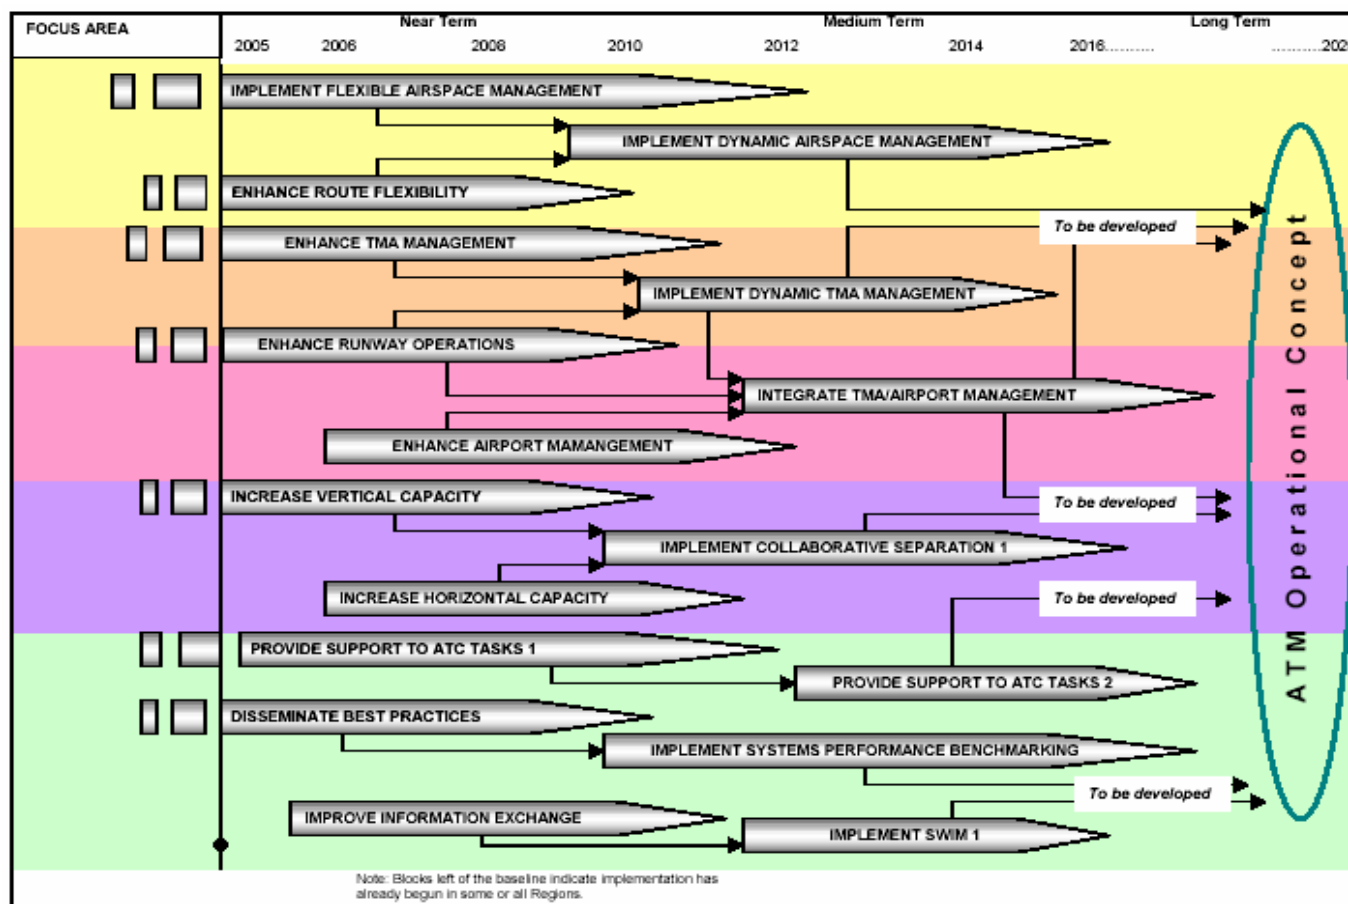 FOCUS AREA
Near Term
Medium Term
Long Term
2005 2006 2008 2010 2012 2014 2016.......... ...........202
IMPLEMENT FLEXIBLE AIRSPACE MANAGEMENT
IMPLEMENT DYNAMIC AIRSPACE MANAGEMENT
ENHANCE ROUTE FLEXIBILITY
To be developed
ENHANCE TMA MANAGEMENT
IMPLEMENT DYNAMIC TMA MANAGEMENT
ENHANCE RUNWAY OPERATIONS
INTEGRATE TMA/AIRPORT MANAGEMENT
ENHANCE AIRPORT MAMANGEMENT
INCREASE VERTICAL CAPACITY
To be developed
IMPLEMENT COLLABORATIVE SEPARATION 1
INCREASE HORIZONTAL CAPACITY
To be developed
PROVIDE SUPPORT TO ATC TASKS 1
PROVIDE SUPPORT TO ATC TASKS 2
DISSEMINATE BEST PRACTICES
IMPLEMENT SYSTEMS PERFORMANCE BENCHMARKING
To be developed
IMPROVE INFORMATION EXCHANGE
IMPLEMENT SWIM 1
ATM Operational Concept
Note: Blocks left of the baseline indicate implementation has
already begun in some or all Regions.